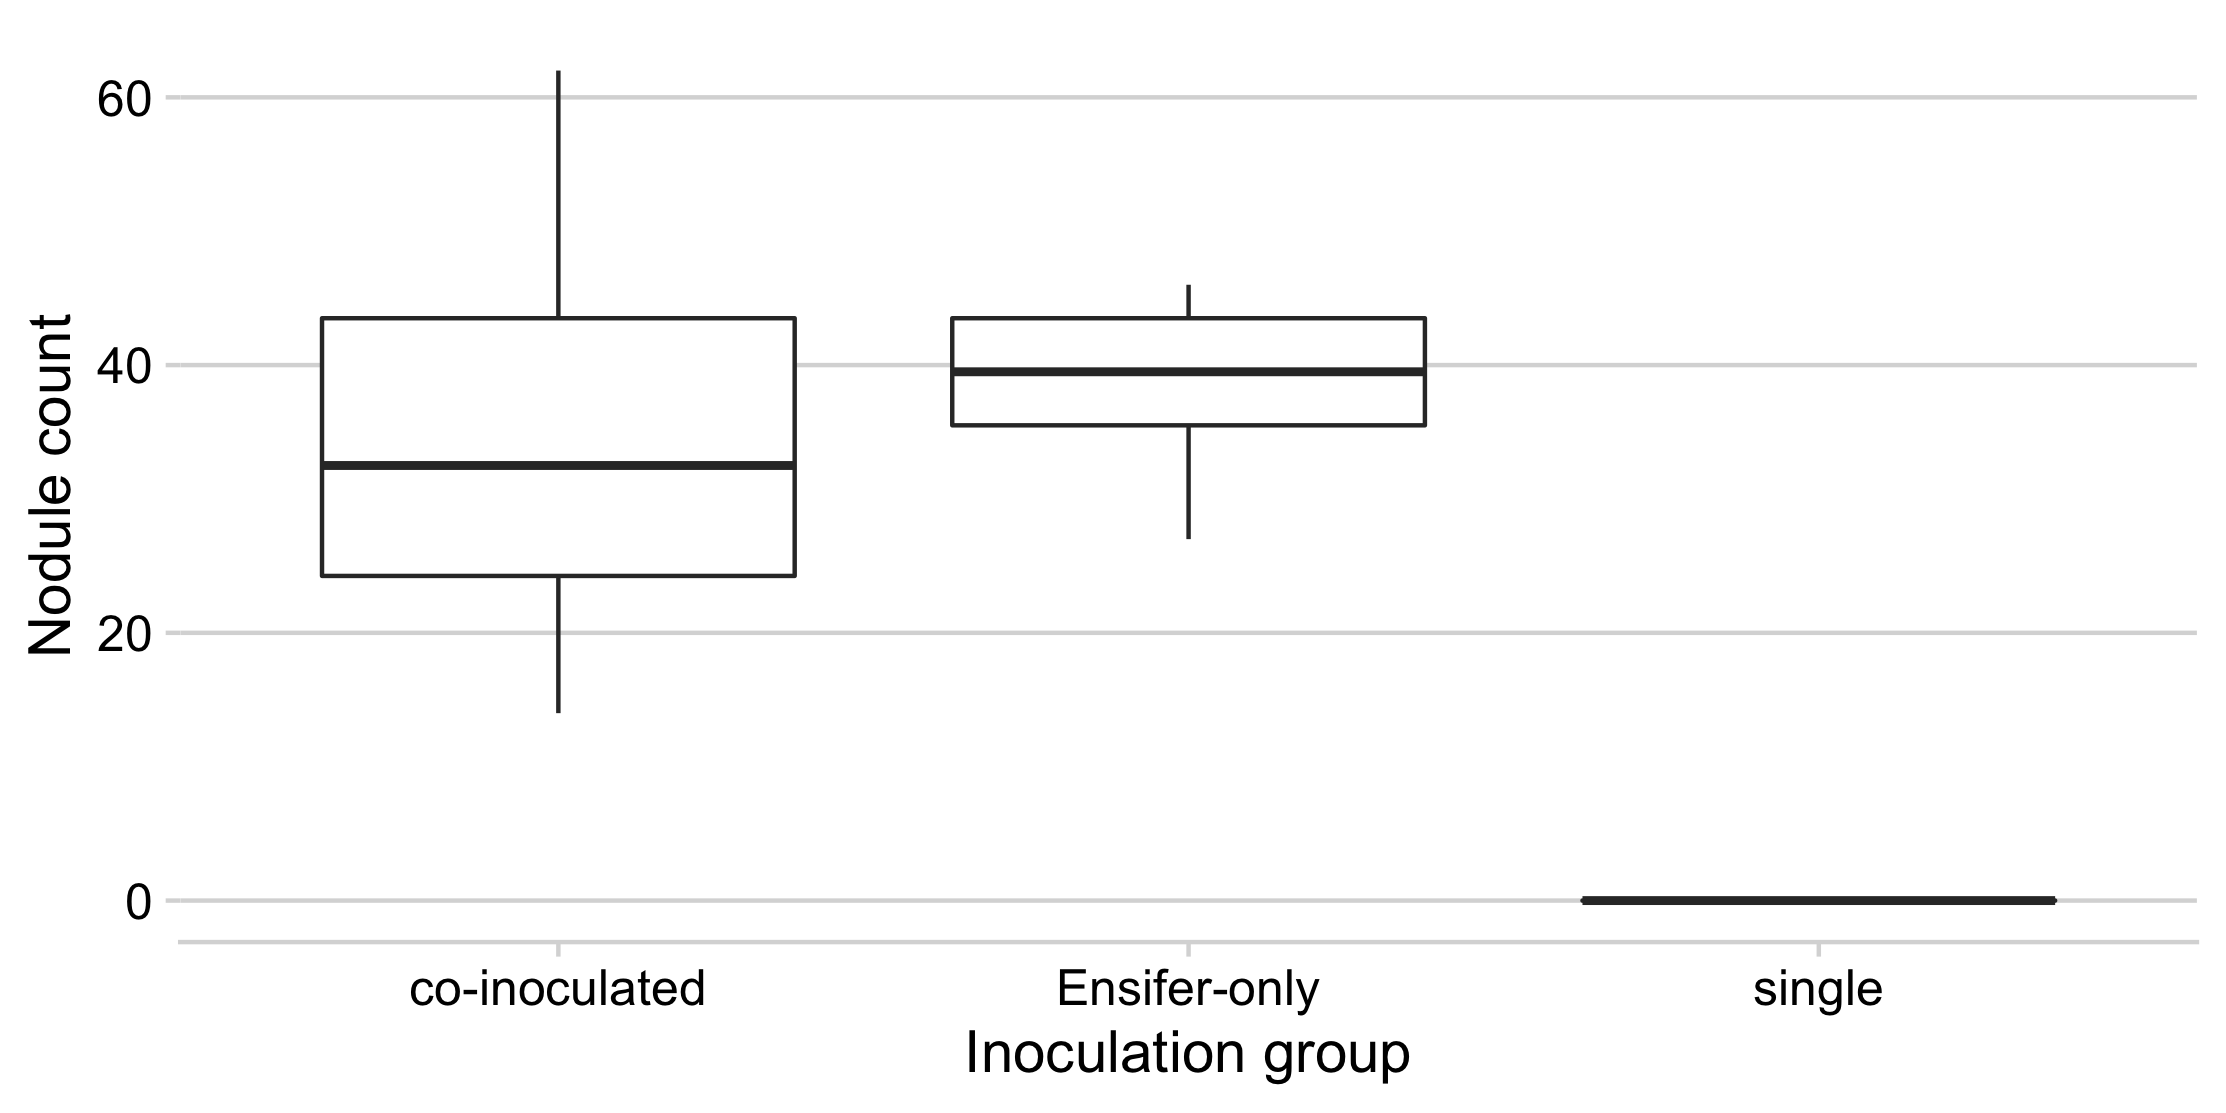 Nodule count
60
40
20
0
co-inoculated
Ensifer-only
single
Inoculation group